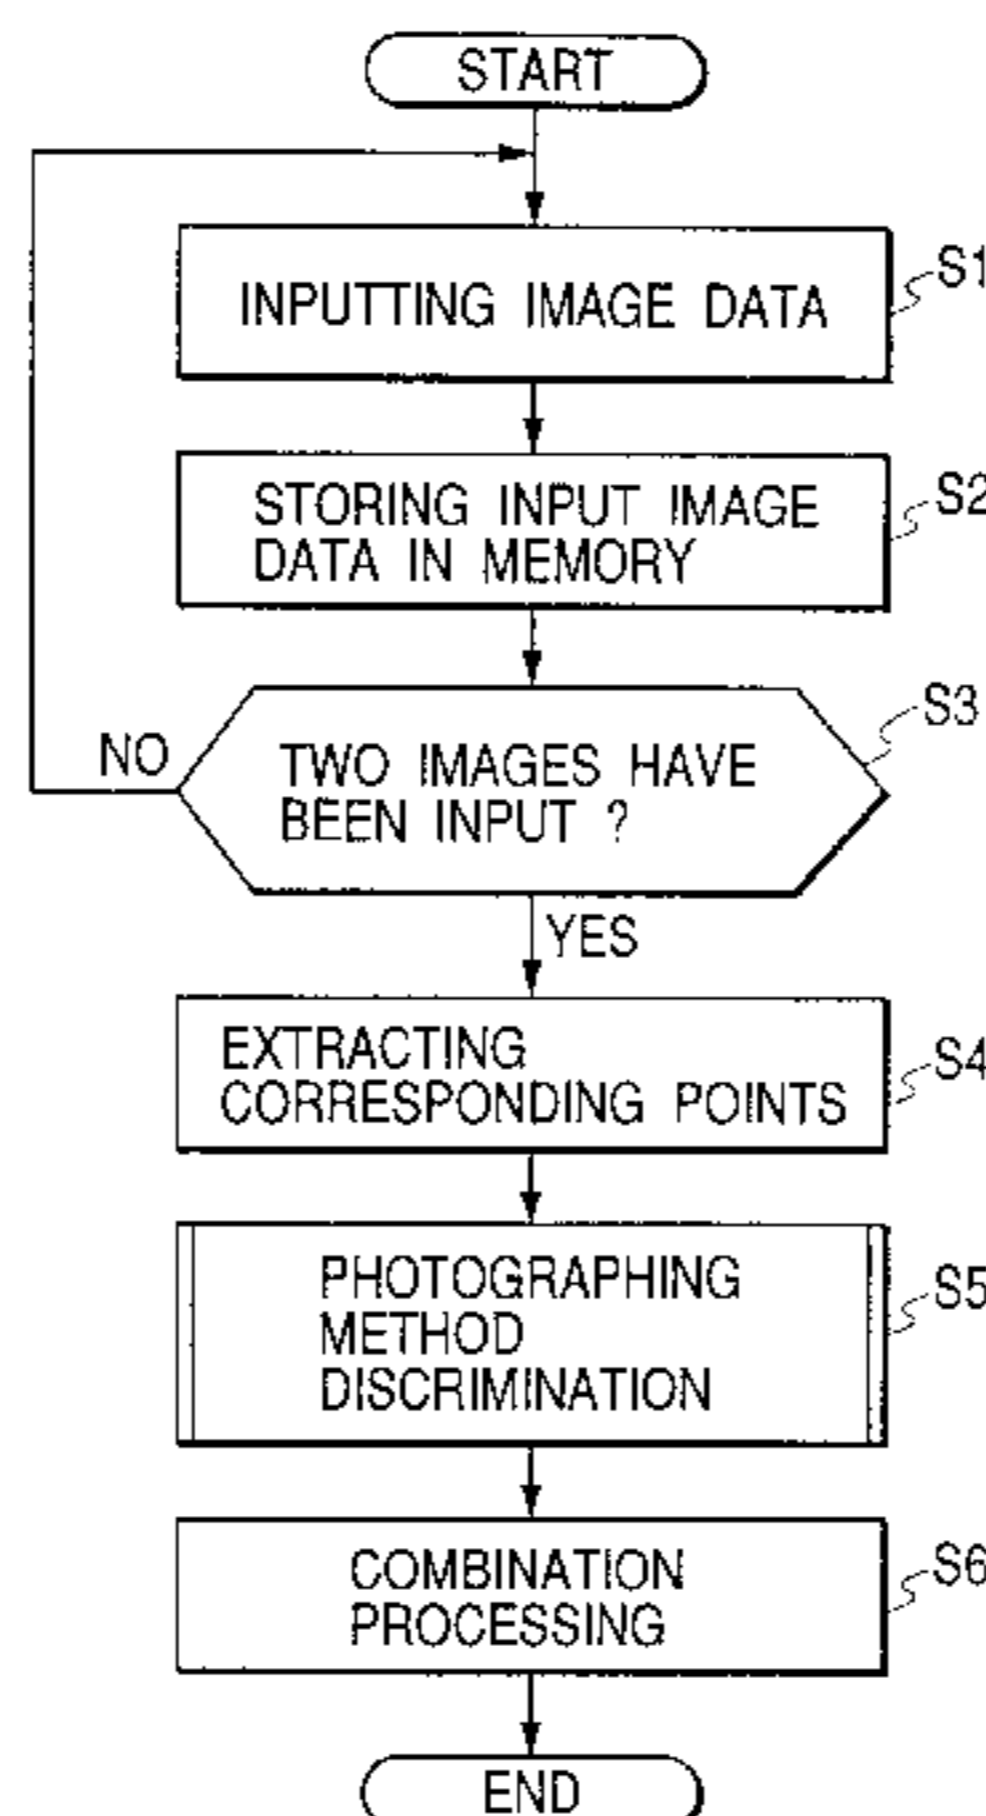 START
INPUTTING IMAGE DATA
S1
STORING INPUT IMAGE
DATA IN MEMORY
S2
TWO IMAGES HAVE
BEEN INPUT ?
S3
NO
YES
EXTRACTING
CORRESPONDING POINTS
S4
PHOTOGRAPHING
METHOD
DISCRIMINATION
S5
COMBINATION
PROCESSING
S6
END